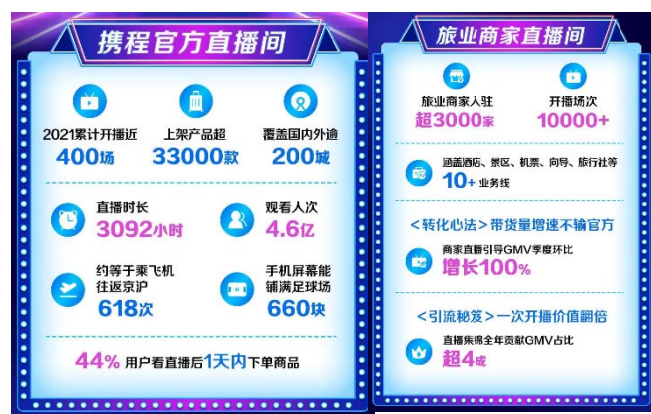 携程官方直播间
2021累计开播近
400场
上架产品超
33000款
覆盖国内外逾
200城
直播时长
3092小时
观看人次
4.6亿
约等于乘飞机
往返京沪
618次
手机屏幕能
铺满足球场
660块
44% 用户看直播后1天内下单商品
旅业商家直播间
旅业商家入驻
超3000家
开播场次
10000+
涵盖酒店、景区、机票、向导、旅行社等
10+ 业务线
<转化心法>带货量增速不输官方
商家直播引导GMV季度环比
增长100%
<引流秘笈>一次开播价值翻倍
直播集锦全年贡献GMV占比
超4成